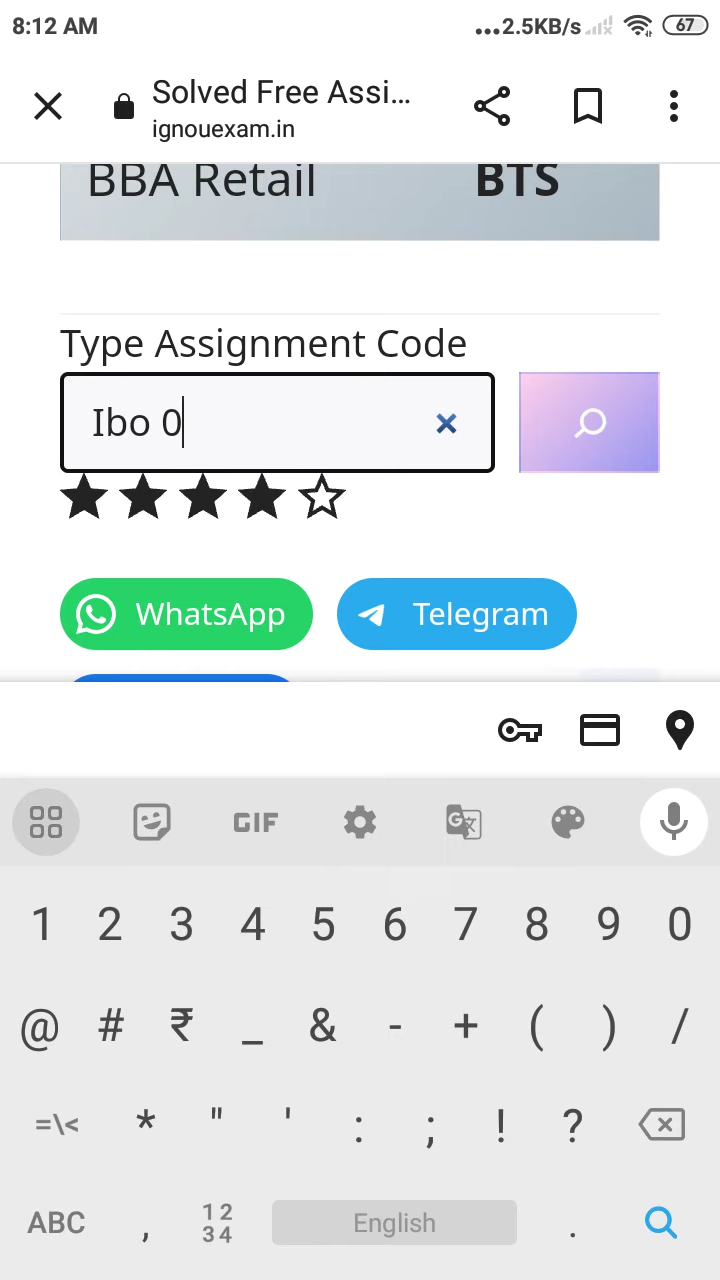 8:12 AM
...2.5KB/s
67
Solved Free Assi...
ignouexam.in
BBA Retail BTS
Type Assignment Code
Ibo 0
WhatsApp Telegram
GIF
1 2 3 4 5 6 7 8 9 0
@ # ₹ _ & - + ( ) /
=\< * " ' : ; ! ?
ABC , 12 34 English .